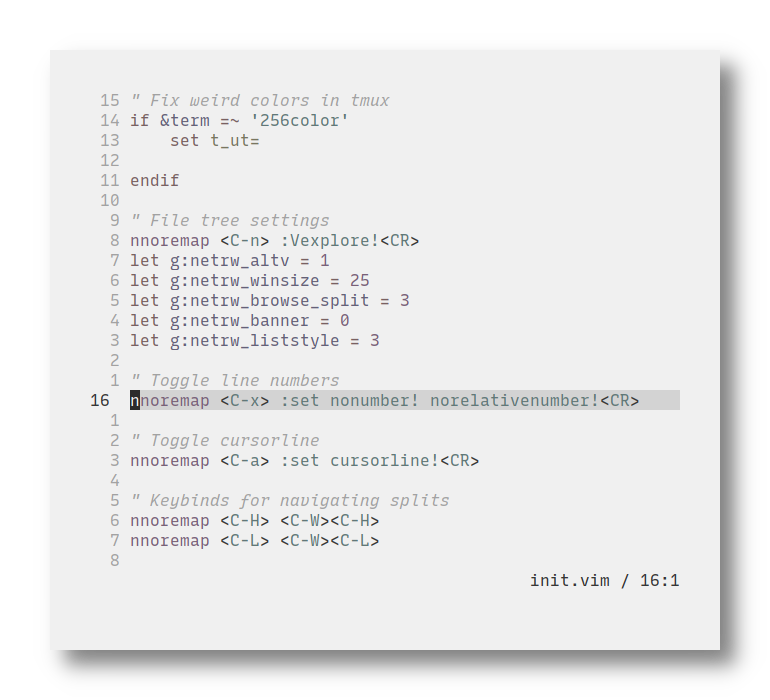 15 " Fix weird colors in tmux
14 if &term =~ '256color'
13     set t_ut=
12
11 endif
10
9 " File tree settings
8 nnoremap <C-n> :Vexplore!<CR>
7 let g:netrw_altv = 1
6 let g:netrw_winsize = 25
5 let g:netrw_browse_split = 3
4 let g:netrw_banner = 0
3 let g:netrw_liststyle = 3
2
1 " Toggle line numbers
16 nnoremap <C-x> :set nonumber! norelativenumber!<CR>
1
2 " Toggle cursorline
3 nnoremap <C-a> :set cursorline!<CR>
4
5 " Keybinds for navigating splits
6 nnoremap <C-H> <C-W><C-H>
7 nnoremap <C-L> <C-W><C-L>
8
init.vim / 16:1